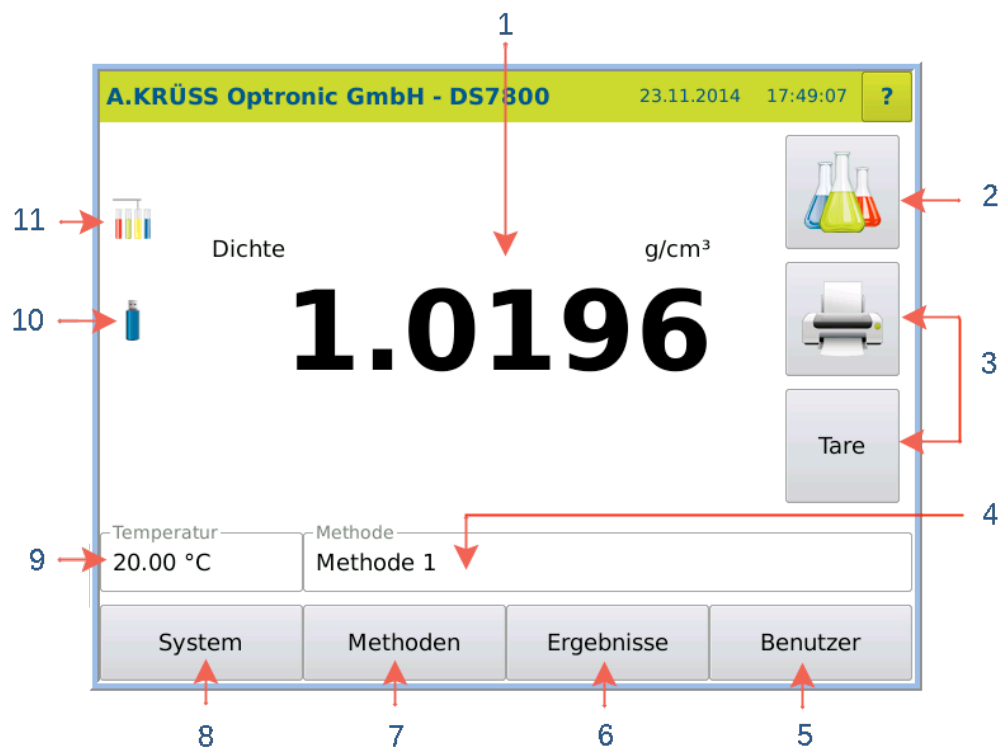 1
A.KRÜSS Optronic GmbH - DS7800 23.11.2014 17:49:07 ?
2
11
Dichte g/cm³
10
1.0196
3
Tare
4
Temperatur Methode
9
20.00 °C Methode 1
System Methoden Ergebnisse Benutzer
8 7 6 5